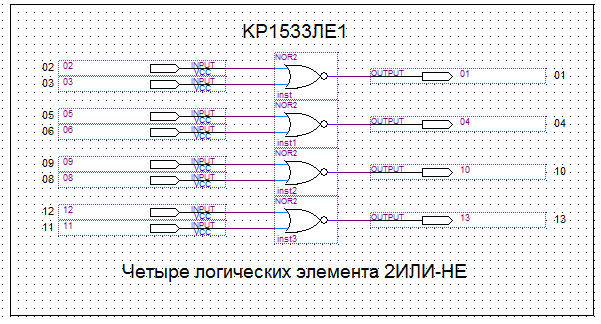 КР1533ЛЕ1
NOR2
02 02 INPUT VCC OUTPUT 01 01
03 03 INPUT VCC
inst
NOR2
05 05 INPUT VCC OUTPUT 04 04
06 06 INPUT VCC
inst1
NOR2
09 09 INPUT VCC OUTPUT 10 10
08 08 INPUT VCC
inst2
NOR2
12 12 INPUT VCC OUTPUT 13 13
11 11 INPUT VCC
inst3
Четыре логических элемента 2ИЛИ-НЕ